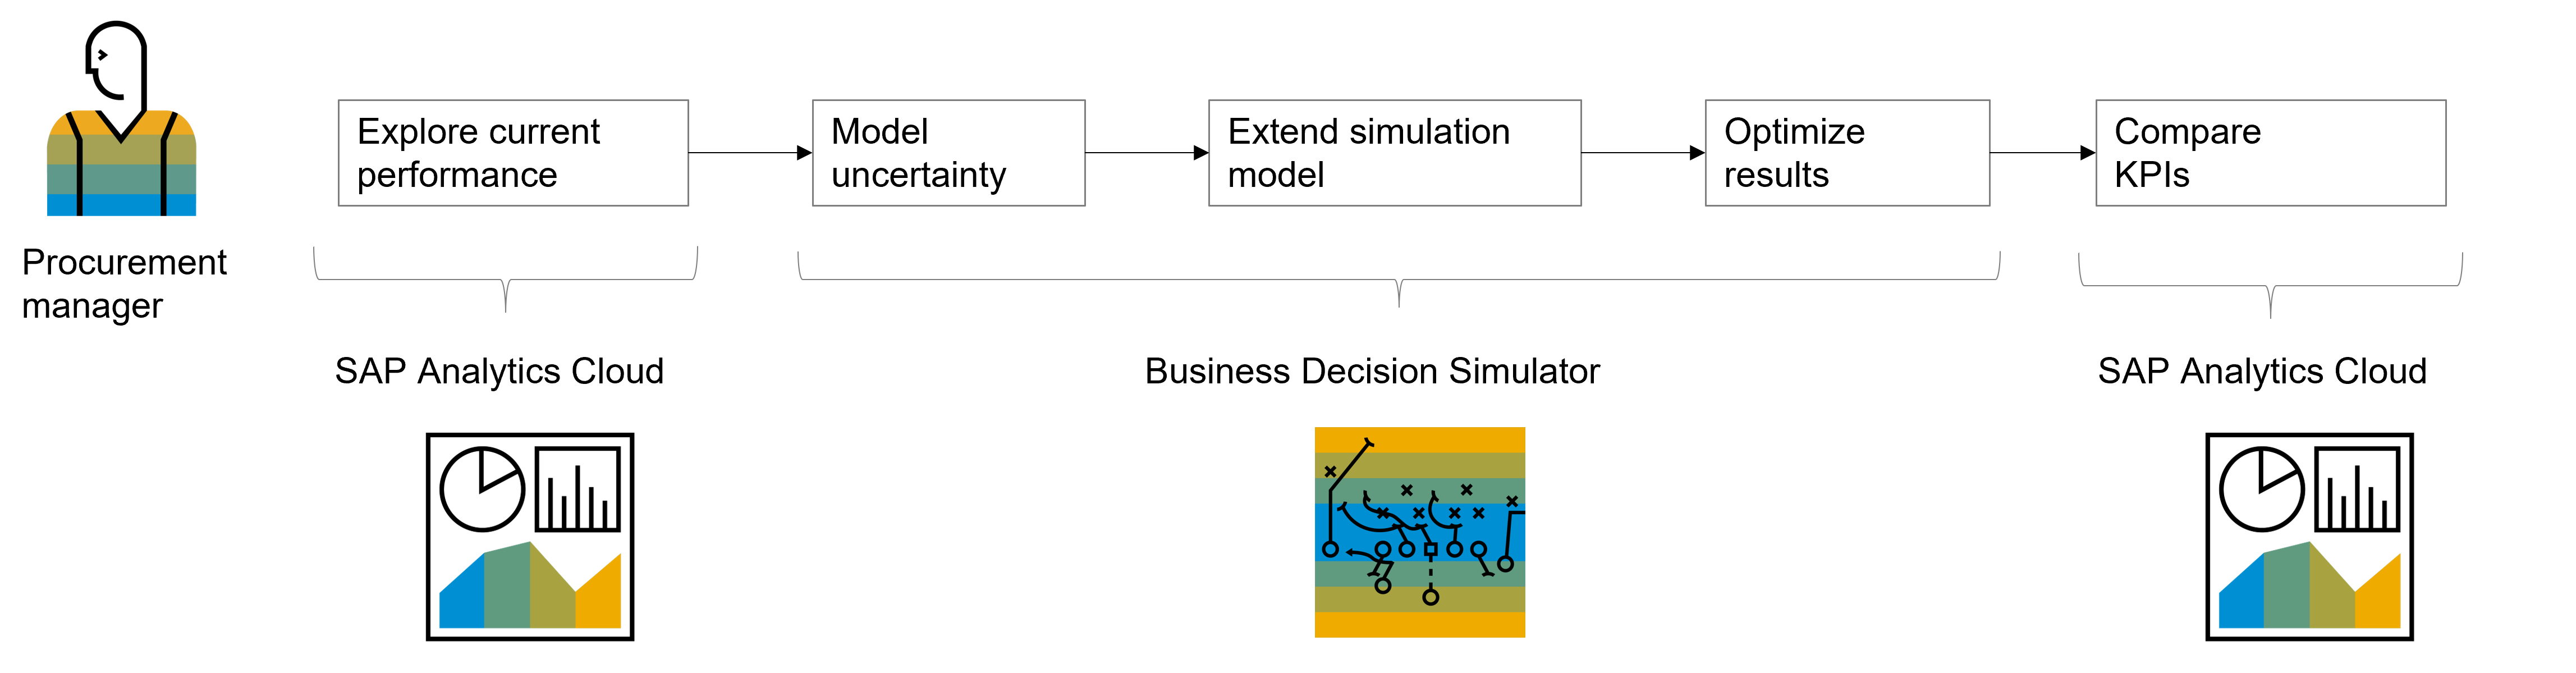 Procurement
manager
Explore current
performance
Model
uncertainty
Extend simulation
model
Optimize
results
Compare
KPIs
SAP Analytics Cloud
Business Decision Simulator
SAP Analytics Cloud